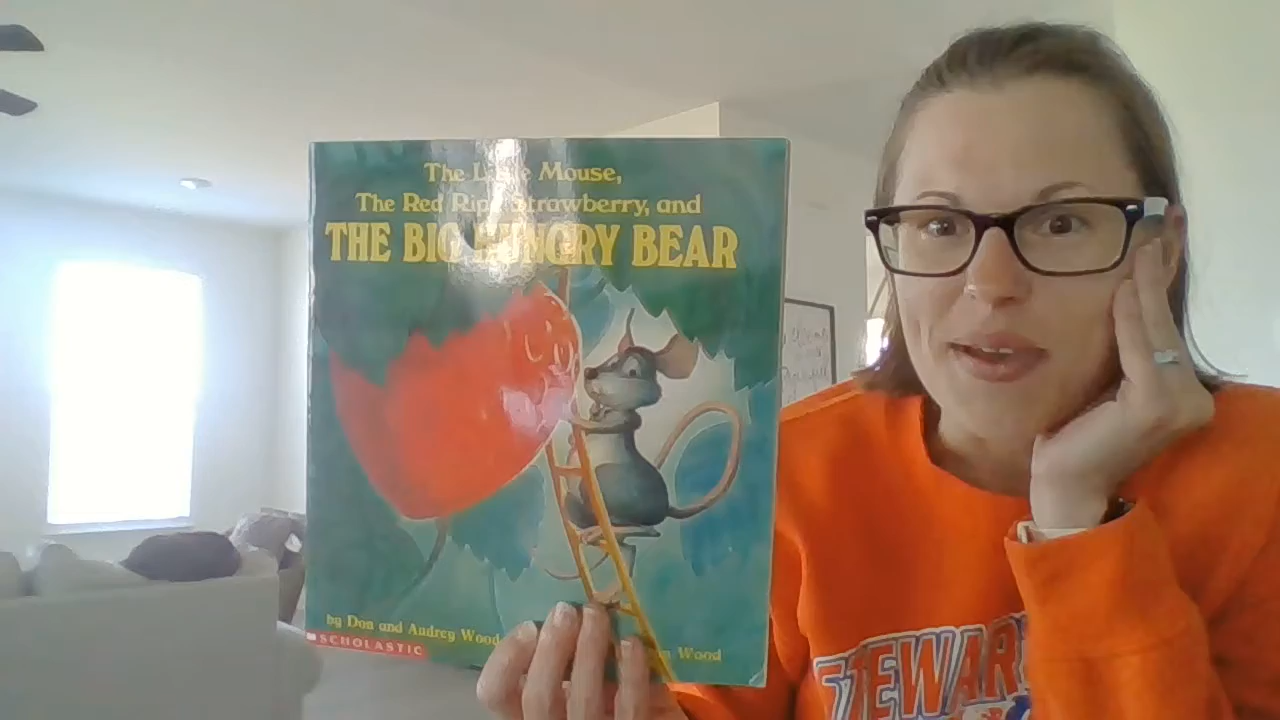 The Little Mouse,
The Red Ripe Strawberry, and
THE BIG HUNGRY BEAR
by Don and Audrey Wood
SCHOLASTIC
Wood
STEWAR